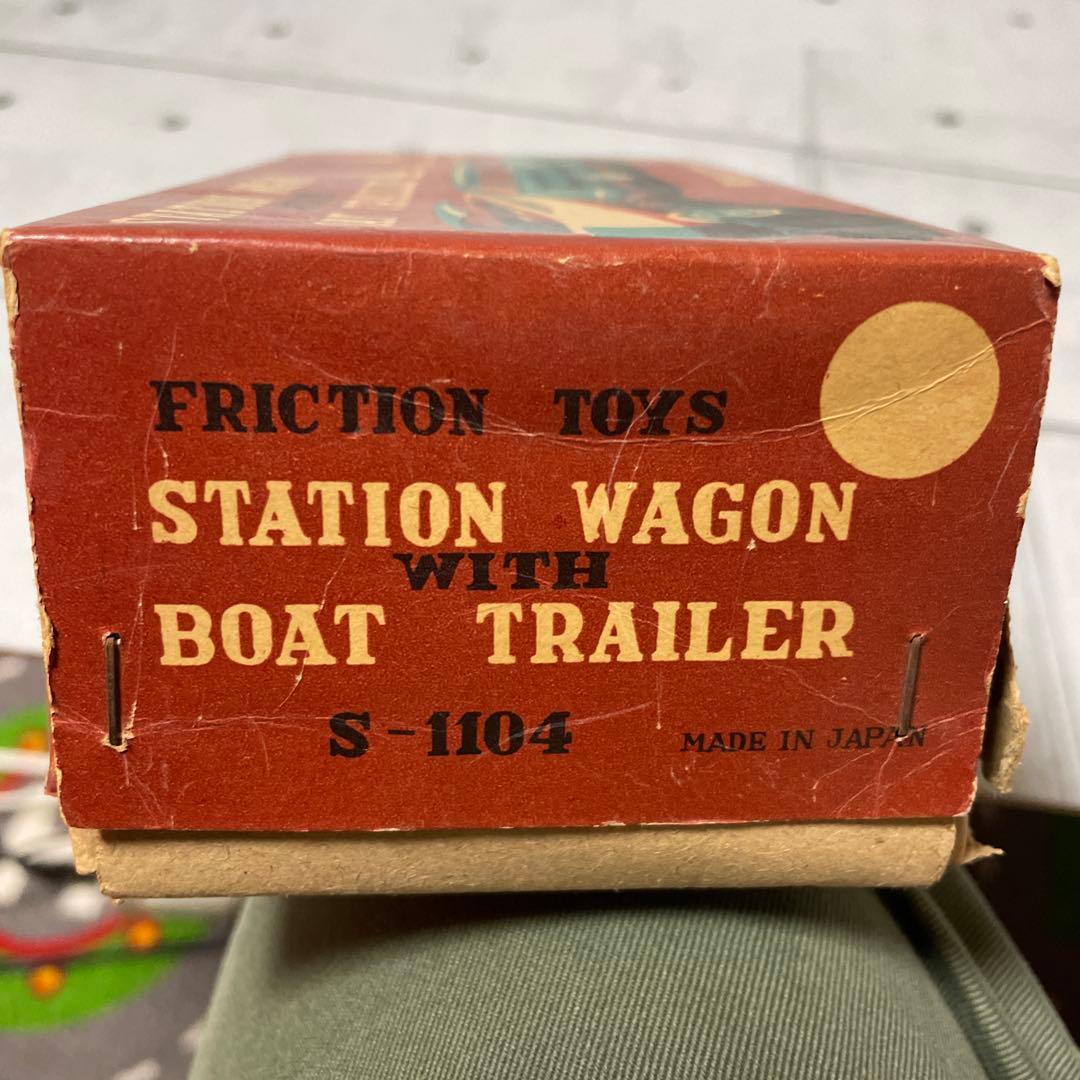 FRICTION TOYS
STATION WAGON
WITH
BOAT TRAILER
S-1104
MADE IN JAPAN